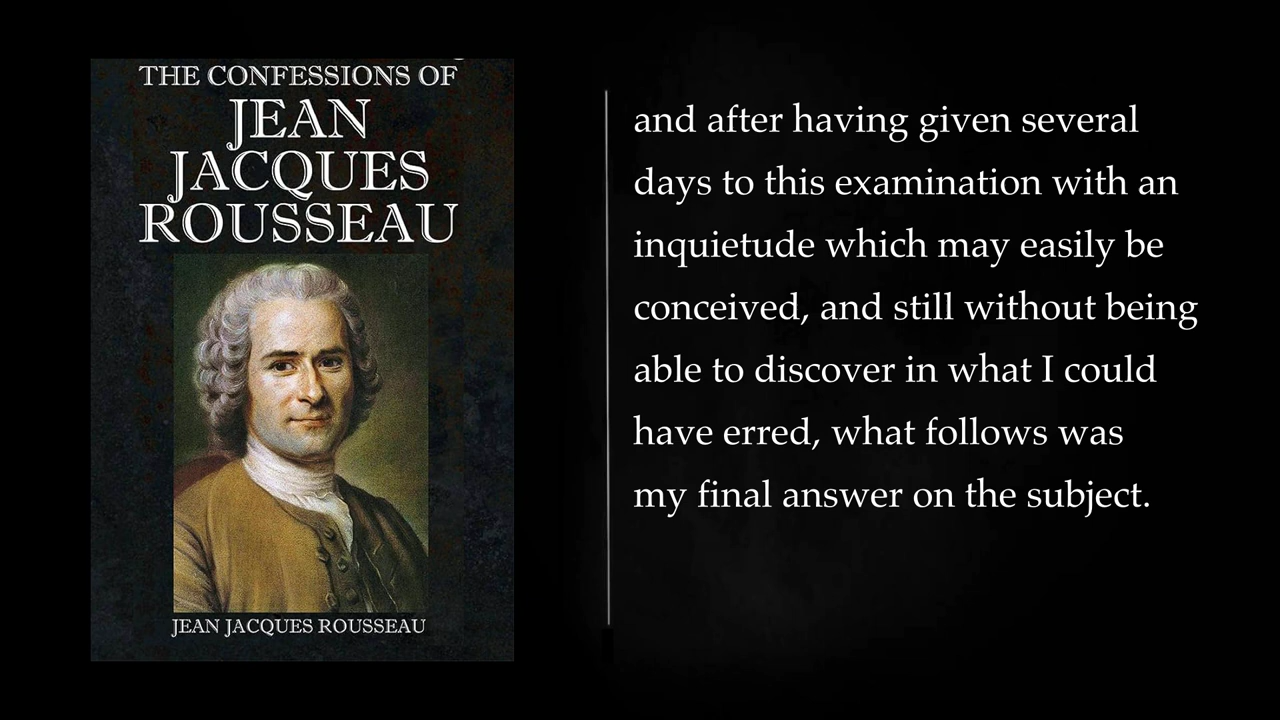 THE CONFESSIONS OF
JEAN
JACQUES
ROUSSEAU
JEAN JACQUES ROUSSEAU
and after having given several
days to this examination with an
inquietude which may easily be
conceived, and still without being
able to discover in what I could
have erred, what follows was
my final answer on the subject.